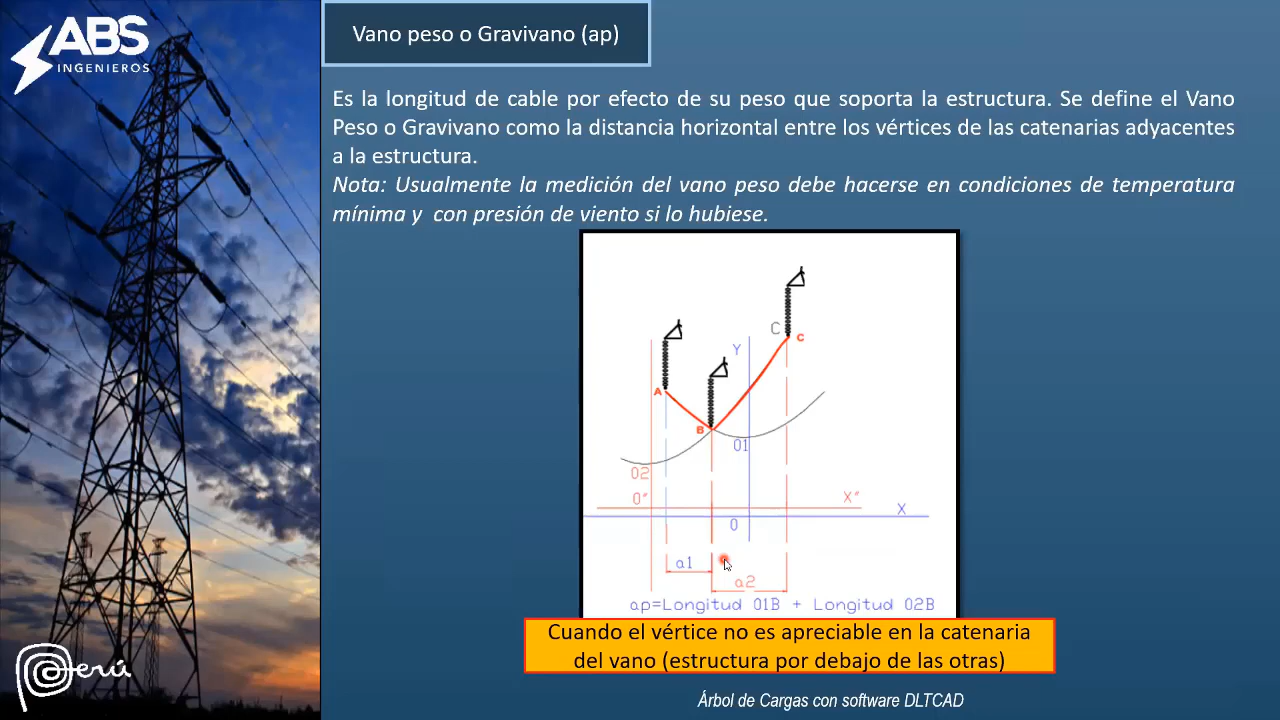 ABS
INGENIEROS
Vano peso o Gravivano (ap)
Es la longitud de cable por efecto de su peso que soporta la estructura. Se define el Vano
Peso o Gravivano como la distancia horizontal entre los vértices de las catenarias adyacentes
a la estructura.
Nota: Usualmente la medición del vano peso debe hacerse en condiciones de temperatura
mínima y con presión de viento si lo hubiese.
C
C
Y
A
B
01
02
0"
X"
X
0
a1
a2
ap=Longitud 01B + Longitud 02B
Cuando el vértice no es apreciable en la catenaria
del vano (estructura por debajo de las otras)
Perú
Árbol de Cargas con software DLTCAD